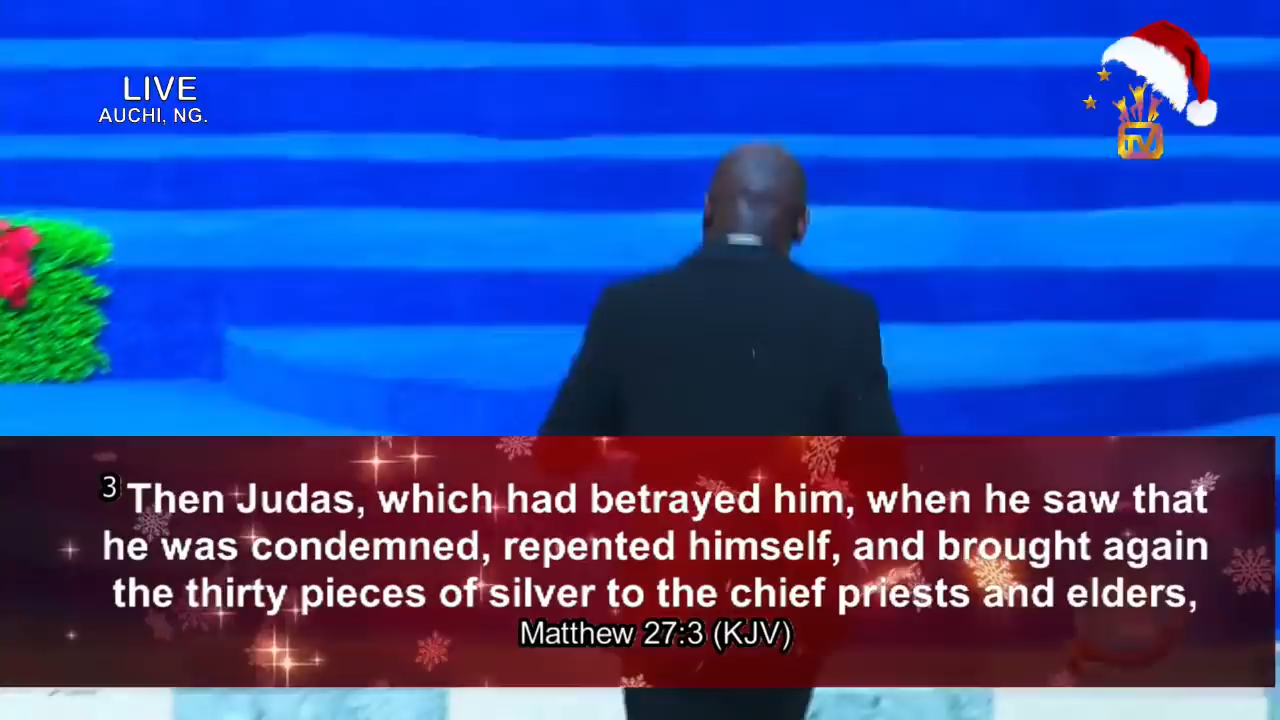 LIVE
AUCHI, NG.
TV
3 Then Judas, which had betrayed him, when he saw that
he was condemned, repented himself, and brought again
the thirty pieces of silver to the chief priests and elders,
Matthew 27:3 (KJV)